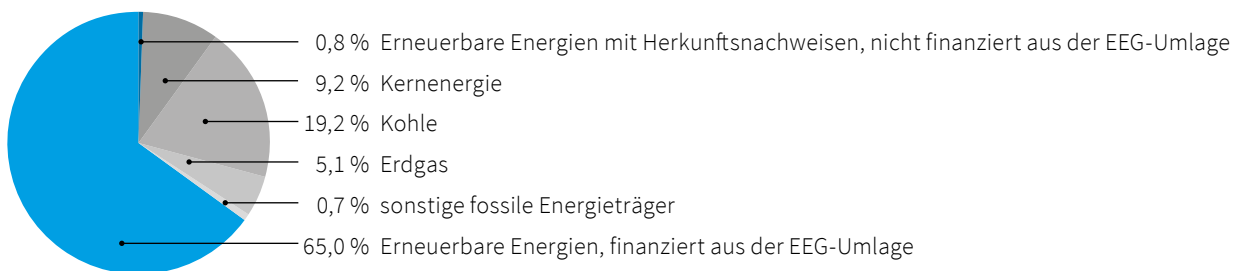 0,8 % Erneuerbare Energien mit Herkunftsnachweisen, nicht finanziert aus der EEG-Umlage
9,2 % Kernenergie
19,2 % Kohle
5,1 % Erdgas
0,7 % sonstige fossile Energieträger
65,0 % Erneuerbare Energien, finanziert aus der EEG-Umlage